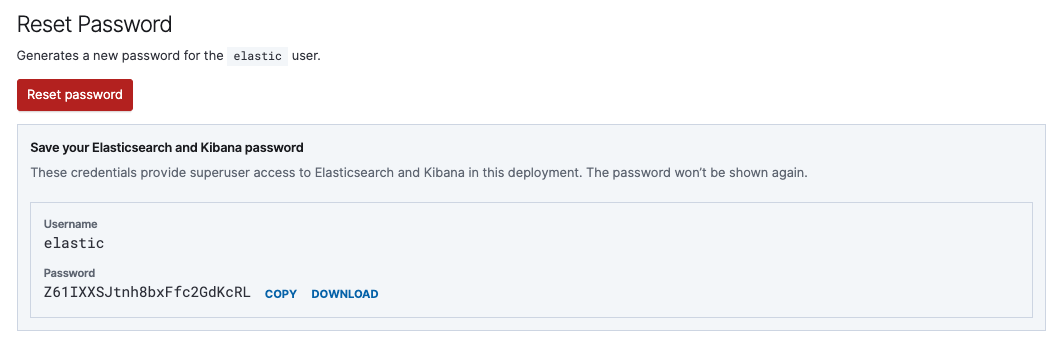 Reset Password
Generates a new password for the elastic user.
Reset password
Save your Elasticsearch and Kibana password
These credentials provide superuser access to Elasticsearch and Kibana in this deployment. The password won't be shown again.
Username
elastic
Password
Z61IXXSJtnh8bxFfc2GdKcRL COPY DOWNLOAD